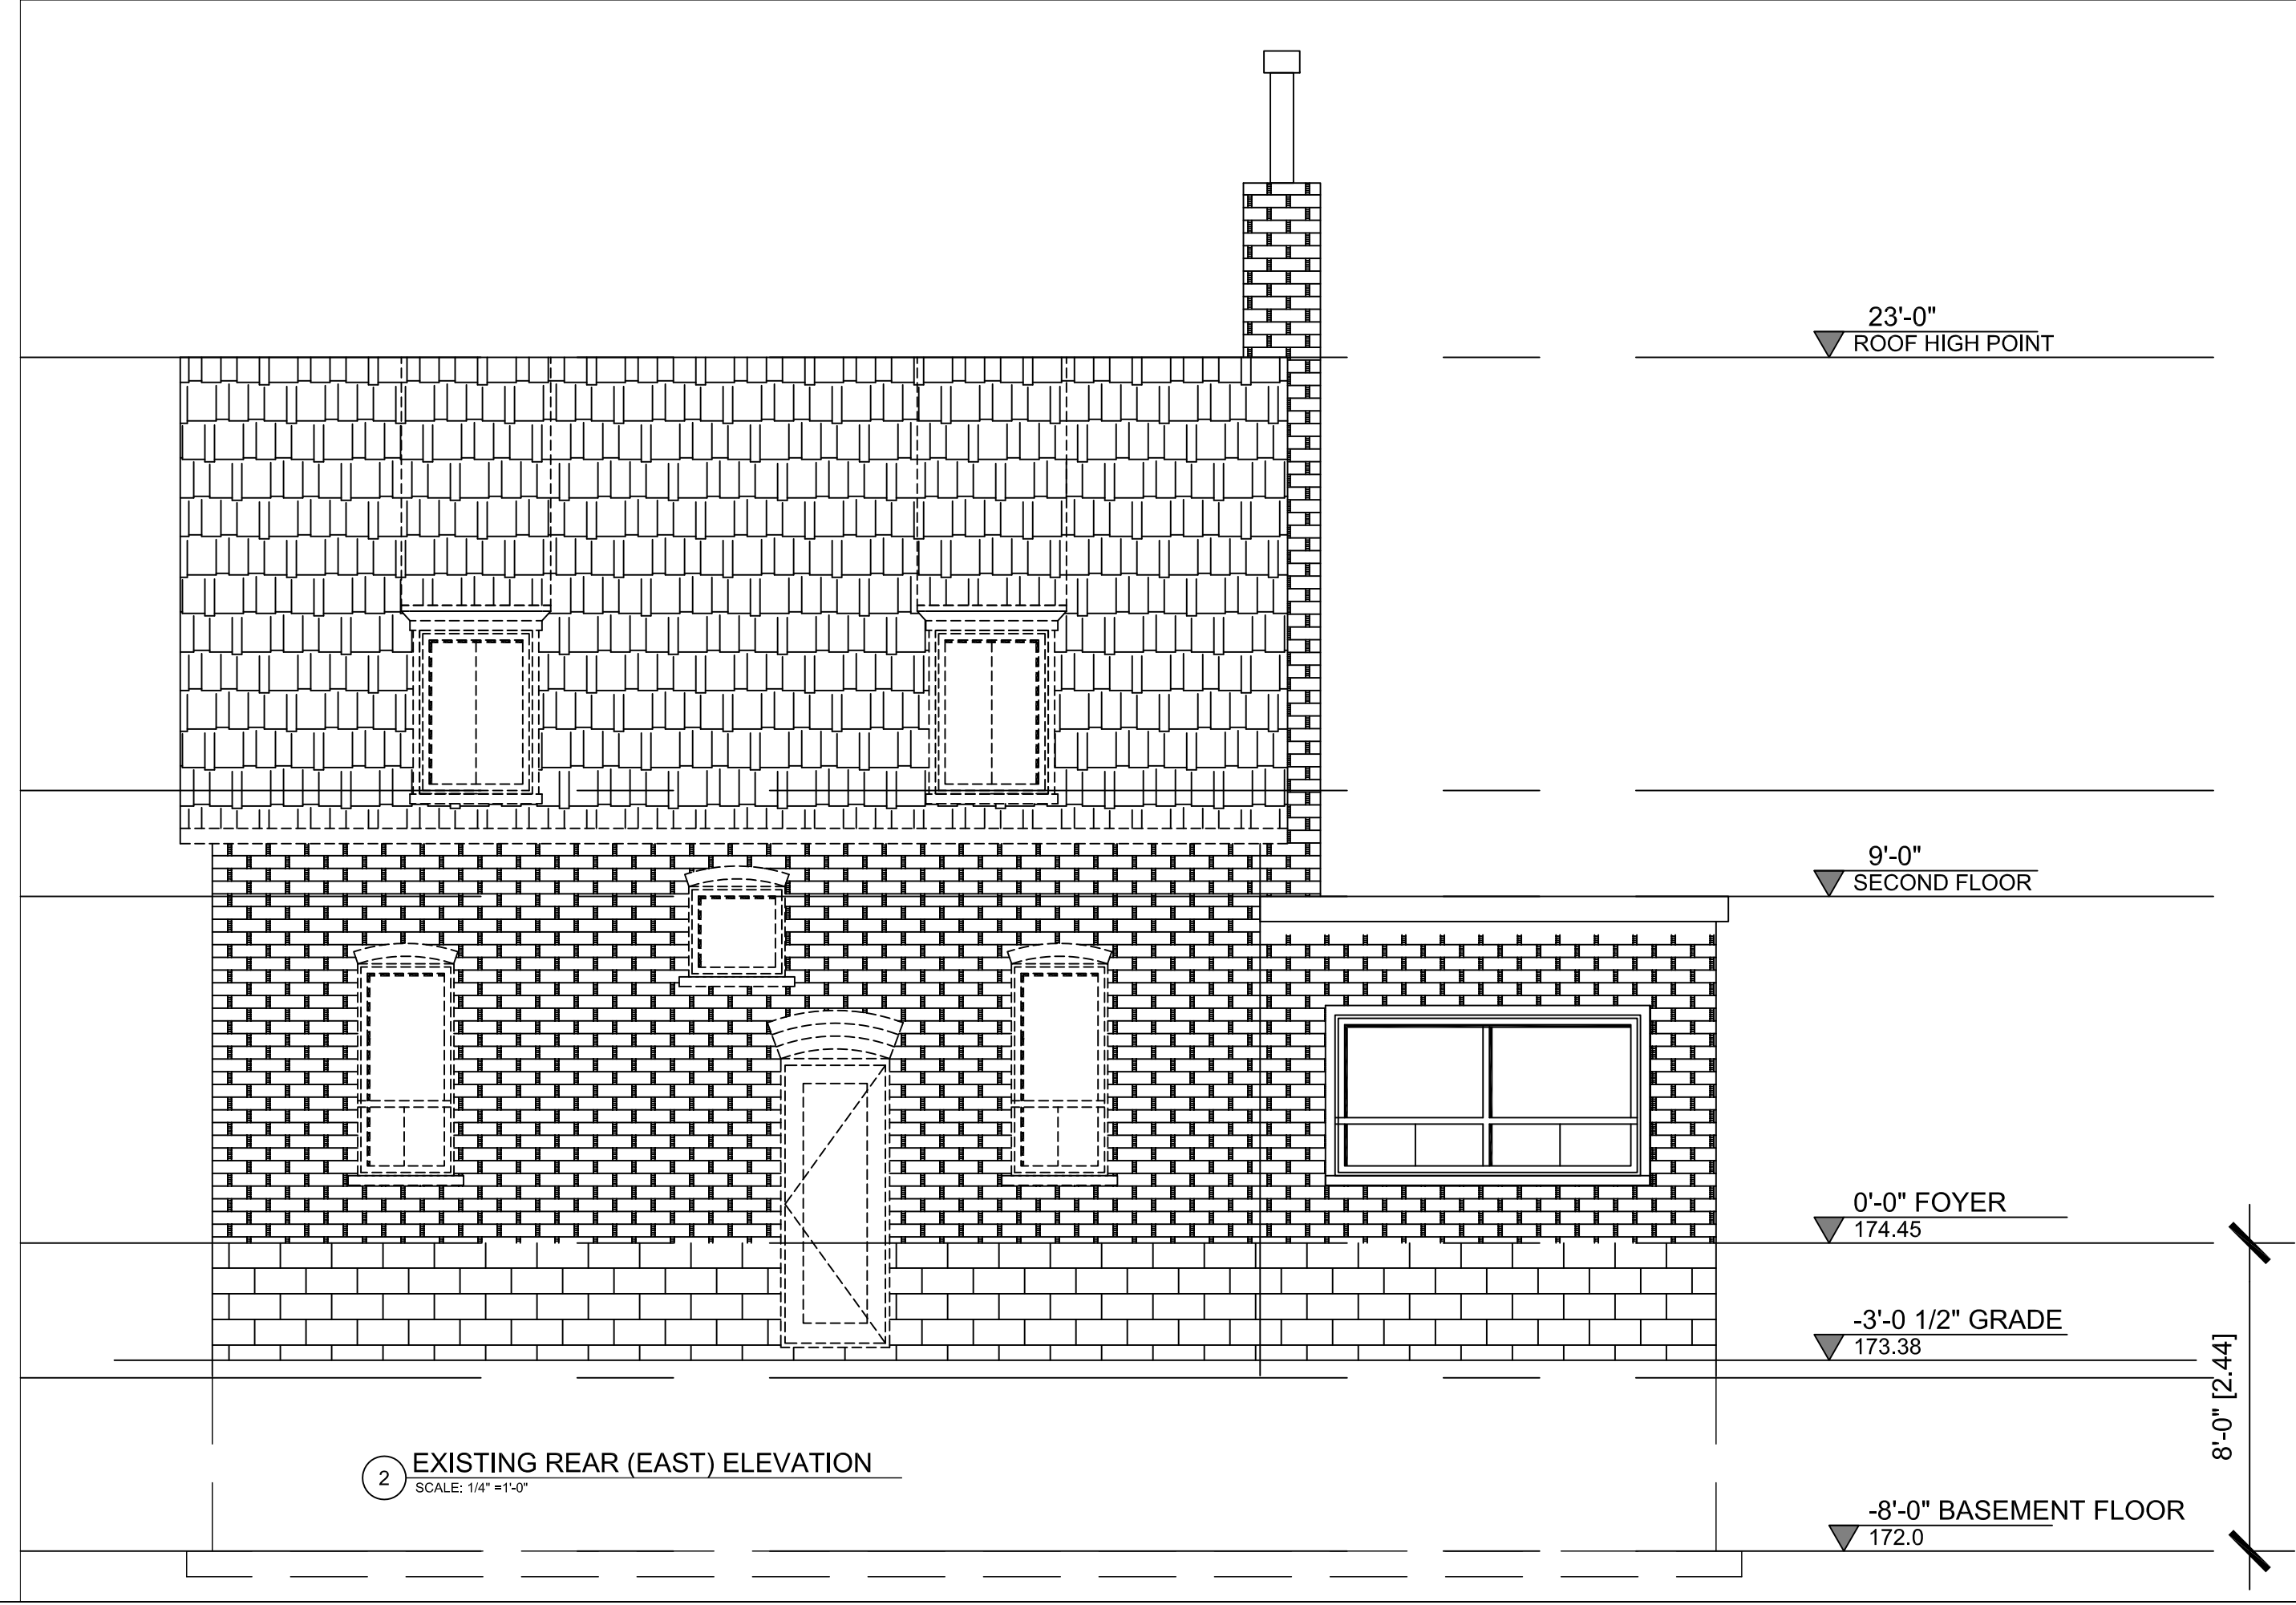 23'-0"
ROOF HIGH POINT
9'-0"
SECOND FLOOR
0'-0" FOYER
174.45
-3'-0 1/2" GRADE
173.38
8'-0" [2.44]
2
EXISTING REAR (EAST) ELEVATION
SCALE: 1/4" =1'-0"
-8'-0" BASEMENT FLOOR
172.0